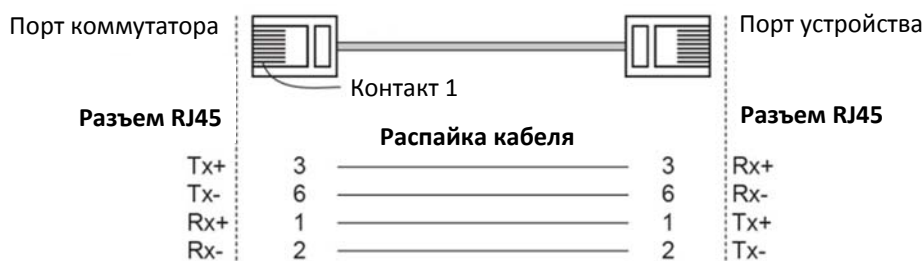 Порт коммутатора
Порт устройства
Контакт 1
Разъем RJ45
Разъем RJ45
Распайка кабеля
Tx+ 3 3 Rx+
Tx- 6 6 Rx-
Rx+ 1 1 Tx+
Rx- 2 2 Tx-